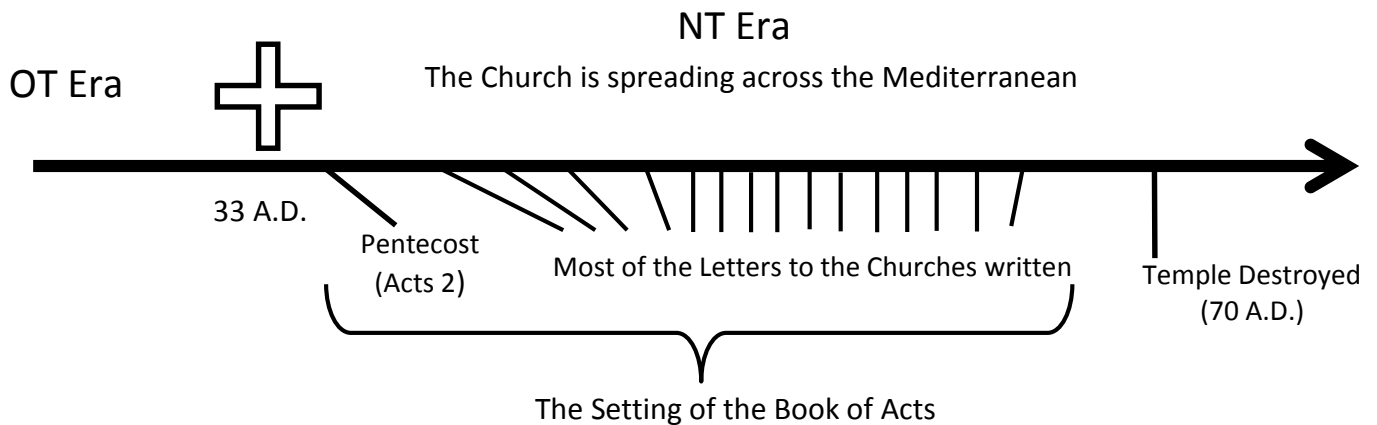 NT Era
OT Era
The Church is spreading across the Mediterranean
33 A.D.
Pentecost
(Acts 2)
Most of the Letters to the Churches written
Temple Destroyed
(70 A.D.)
The Setting of the Book of Acts